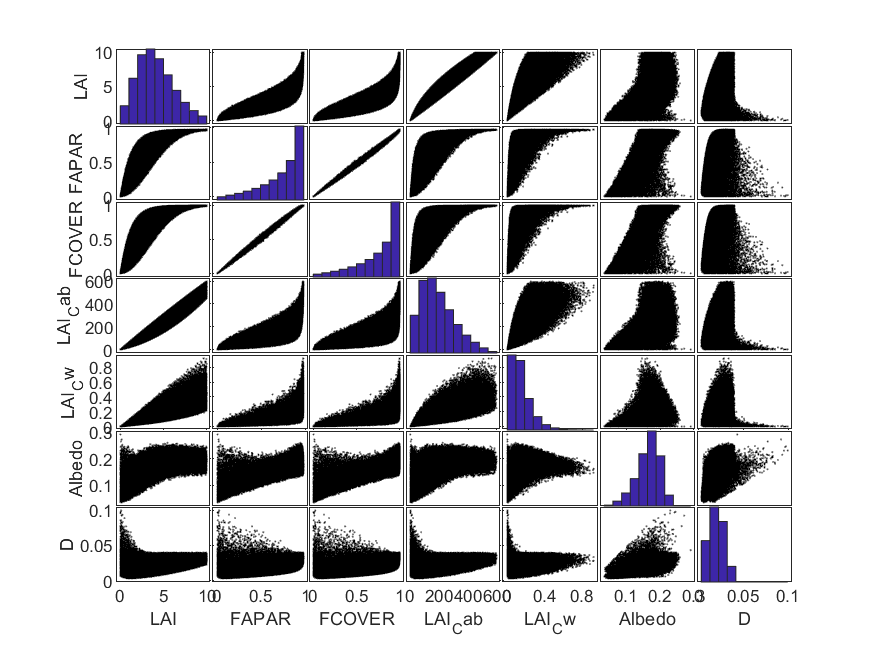 LAI 10 5 0
FAPAR 1 0.5 0
FCOVER 1 0.5 0
LAI_Cab 600 400 200 0
LAI_Cw 0.8 0.6 0.4 0.2 0
Albedo 0.3 0.2 0.1
D 0.1 0.05 0
0 5 10 0 0.5 1 0 0.5 1 0 200 400 600 0 0.4 0.8 0.1 0.2 0.3 0 0.05 0.1
LAI FAPAR FCOVER LAI_Cab LAI_Cw Albedo D